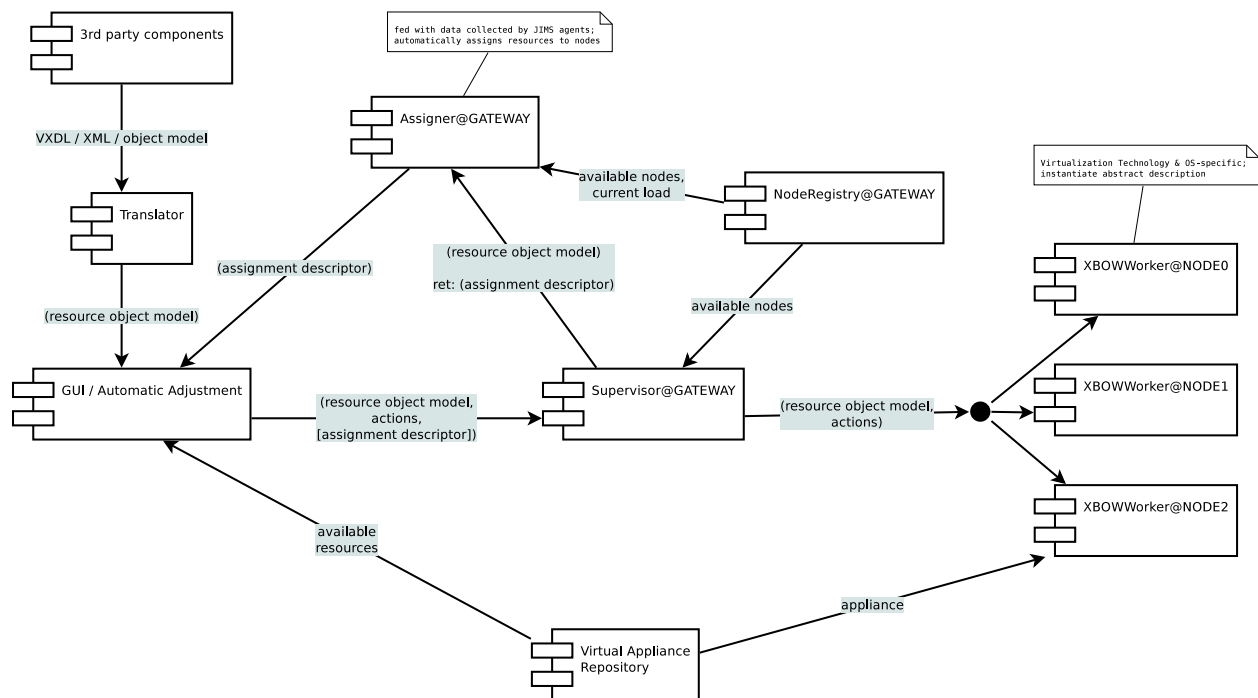 3rd party components
fed with data collected by JIMS agents;
automatically assigns resources to nodes
Assigner@GATEWAY
VXDL / XML / object model
Virtualization Technology & OS-specific;
instantiate abstract description
available nodes,
current load
NodeRegistry@GATEWAY
Translator
(resource object model)
ret: (assignment descriptor)
(assignment descriptor)
XBOWWorker@NODE0
available nodes
(resource object model)
GUI / Automatic Adjustment
Supervisor@GATEWAY
XBOWWorker@NODE1
(resource object model,
actions,
[assignment descriptor])
(resource object model,
actions)
XBOWWorker@NODE2
available
resources
appliance
Virtual Appliance
Repository